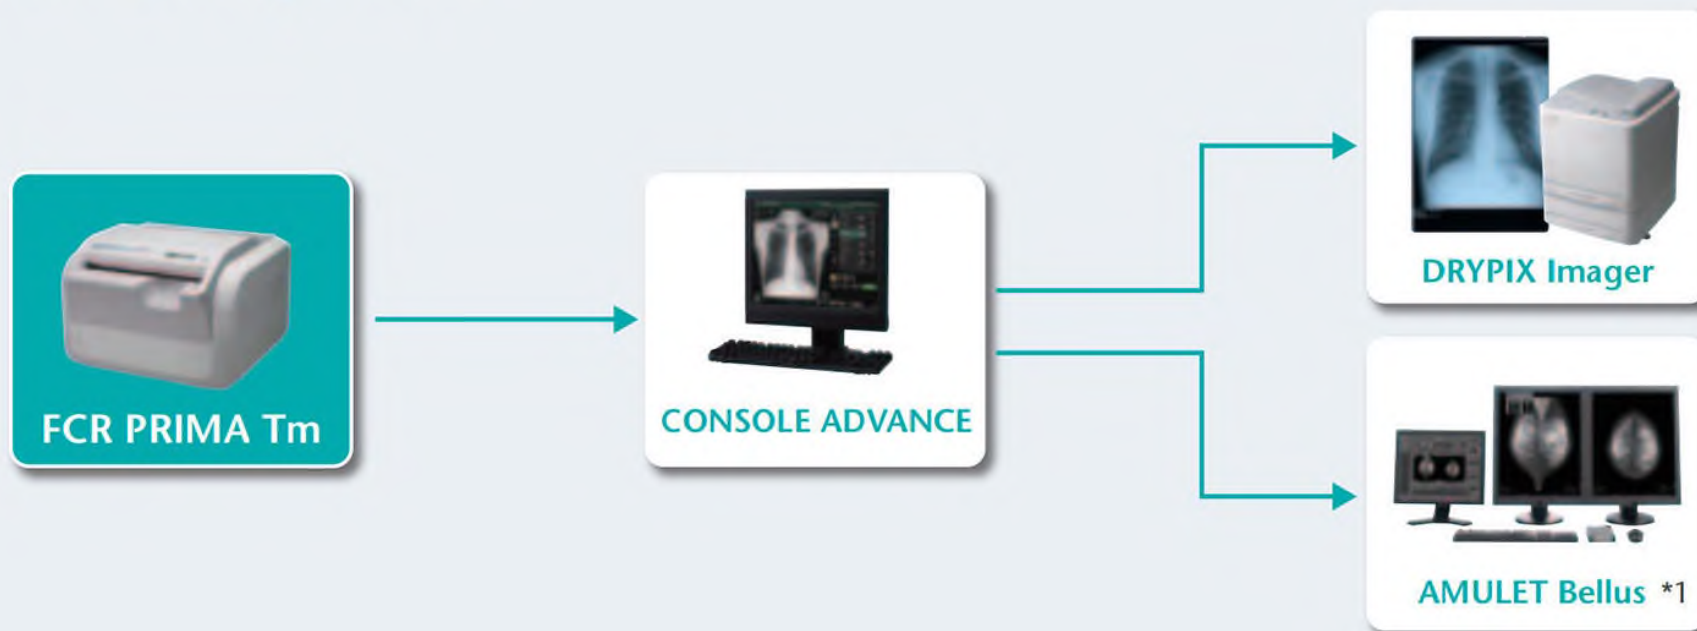 FCR PRIMA Tm
CONSOLE ADVANCE
DRYPIX Imager
AMULET Bellus *1